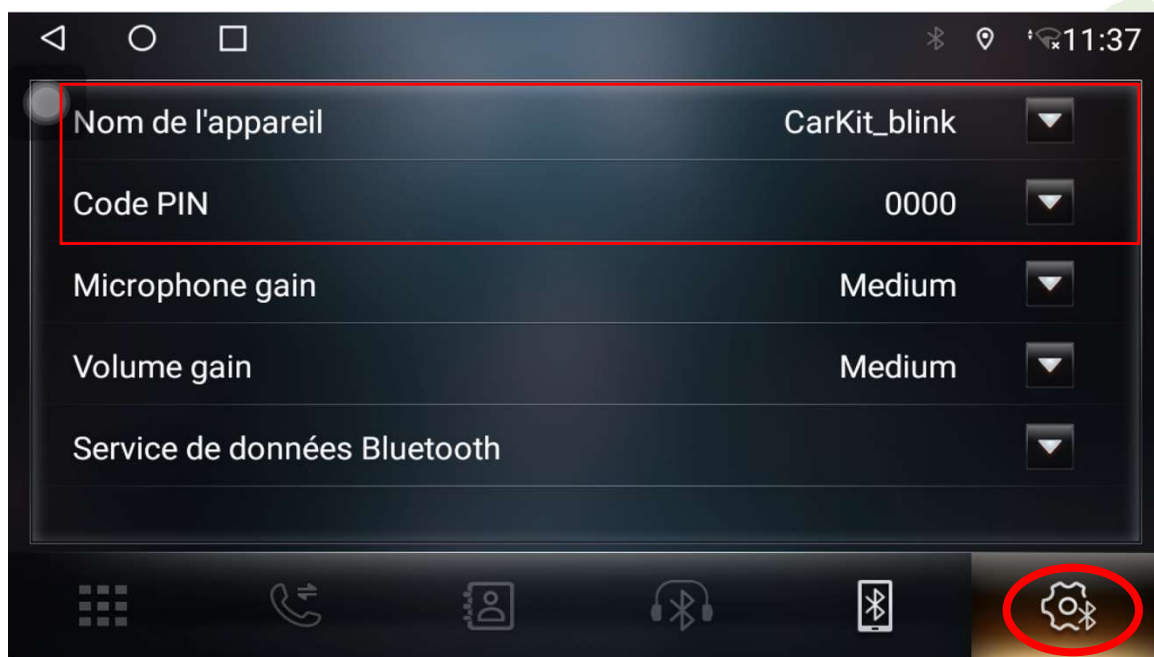 11:37
Nom de l'appareil CarKit_blink
Code PIN 0000
Microphone gain Medium
Volume gain Medium
Service de données Bluetooth